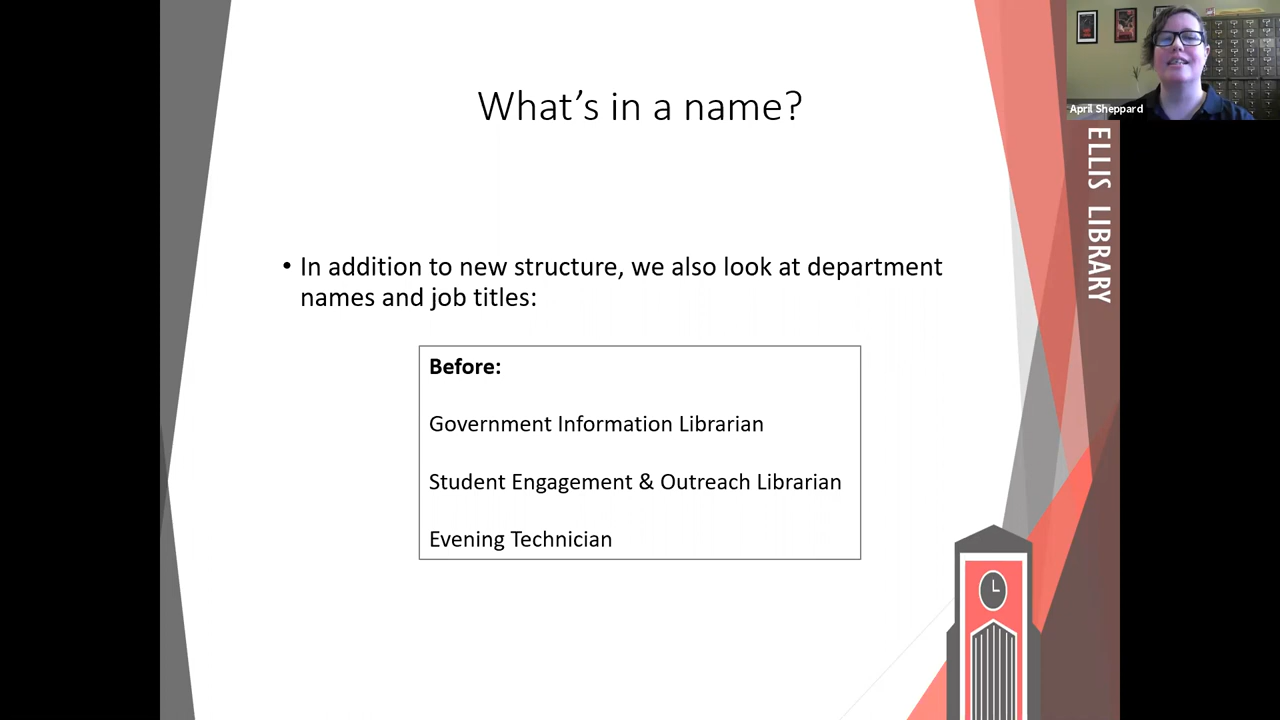 What's in a name?
April Sheppard
ELLIS LIBRARY
• In addition to new structure, we also look at department
names and job titles:
Before:
Government Information Librarian
Student Engagement & Outreach Librarian
Evening Technician